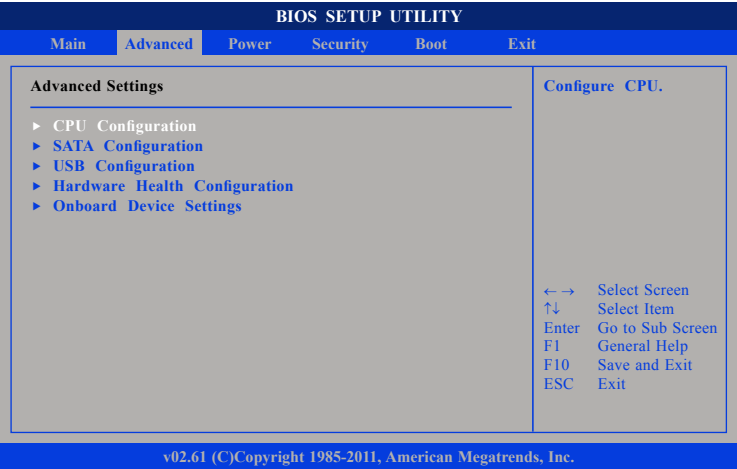 BIOS SETUP UTILITY
Main Advanced Power Security Boot Exit
Advanced Settings
► CPU Configuration
► SATA Configuration
► USB Configuration
► Hardware Health Configuration
► Onboard Device Settings
Configure CPU.
←→ Select Screen
↑↓ Select Item
Enter Go to Sub Screen
F1 General Help
F10 Save and Exit
ESC Exit
v02.61 (C)Copyright 1985-2011, American Megatrends, Inc.